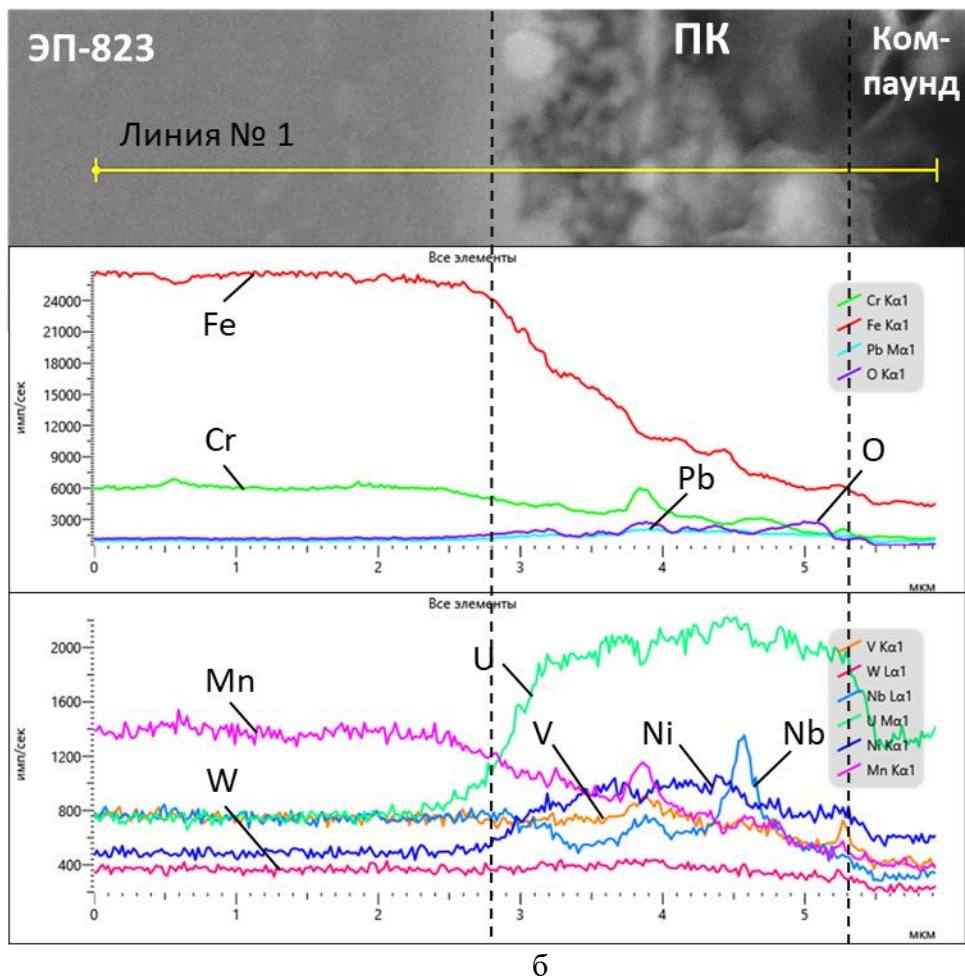 ЭП-823
ПК
Ком-
паунд
Линия № 1
Все элементы
имп/сек
24000
21000
18000
15000
12000
9000
6000
3000
Fe
Cr
Pb
O
Cr Kα1
Fe Kα1
Pb Mα1
O Kα1
0 1 2 3 4 5
мкм
Все элементы
имп/сек
2000
1600
1200
800
400
Mn
W
U
V
Ni
Nb
V Kα1
W Lα1
Nb Lα1
U Mα1
Ni Kα1
Mn Kα1
0 1 2 3 4 5
мкм
б